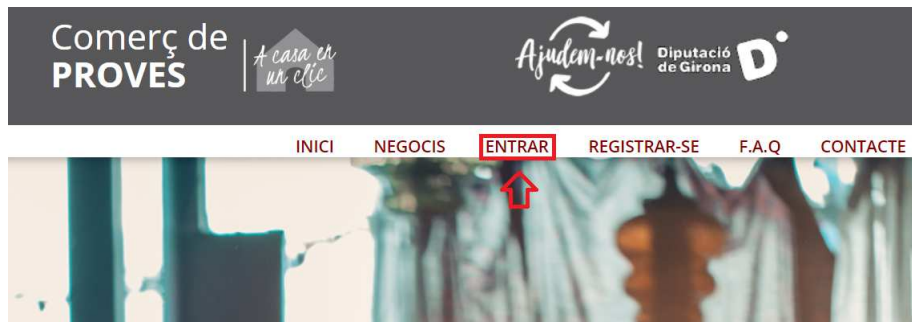 Comerç de
PROVES
A casa en
un clic
Ajudem-nos!
Diputació
de Girona
D
INICI NEGOCIS ENTRAR REGISTRAR-SE F.A.Q CONTACTE